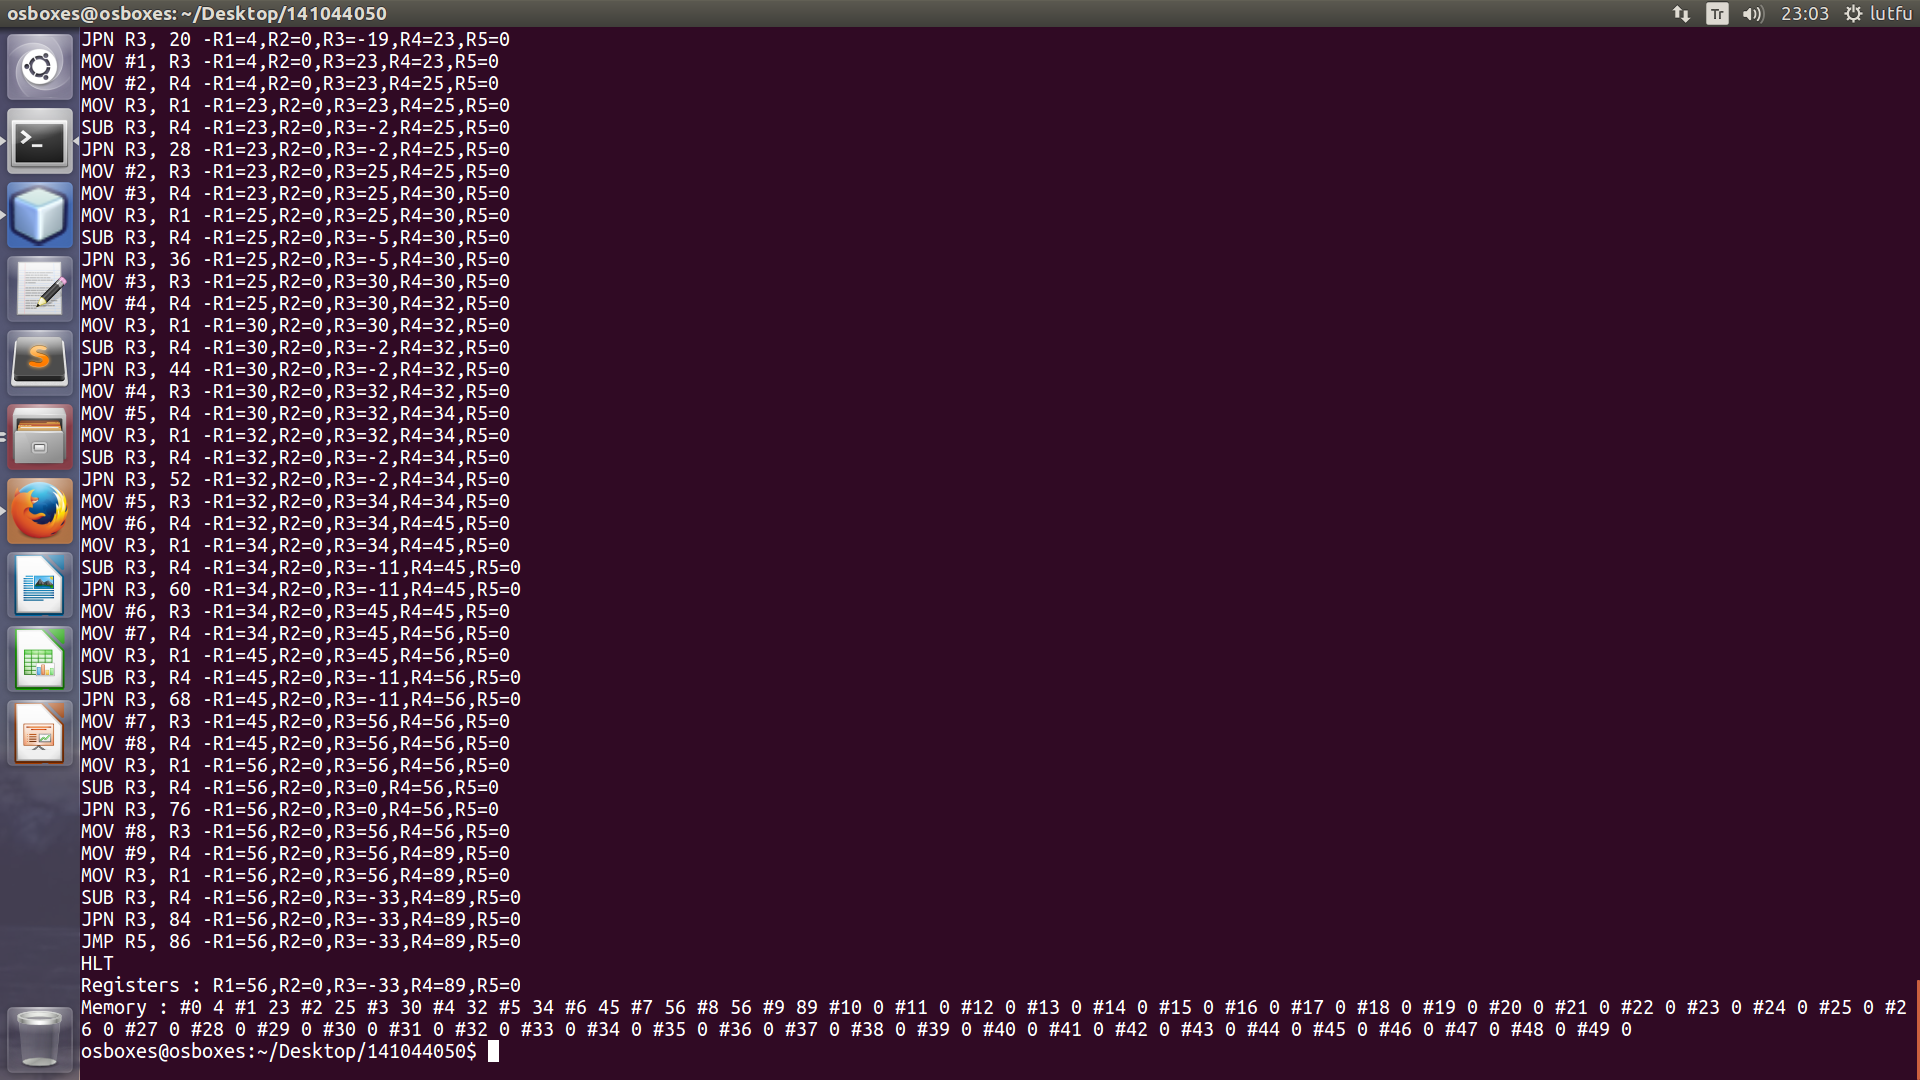 osboxes@osboxes: ~/Desktop/141044050 Tr 23:03 lutfu
JPN R3, 20 -R1=4,R2=0,R3=-19,R4=23,R5=0
MOV #1, R3 -R1=4,R2=0,R3=23,R4=23,R5=0
MOV #2, R4 -R1=4,R2=0,R3=23,R4=25,R5=0
MOV R3, R1 -R1=23,R2=0,R3=23,R4=25,R5=0
SUB R3, R4 -R1=23,R2=0,R3=-2,R4=25,R5=0
JPN R3, 28 -R1=23,R2=0,R3=-2,R4=25,R5=0
MOV #2, R3 -R1=23,R2=0,R3=25,R4=25,R5=0
MOV #3, R4 -R1=23,R2=0,R3=25,R4=30,R5=0
MOV R3, R1 -R1=25,R2=0,R3=25,R4=30,R5=0
SUB R3, R4 -R1=25,R2=0,R3=-5,R4=30,R5=0
JPN R3, 36 -R1=25,R2=0,R3=-5,R4=30,R5=0
MOV #3, R3 -R1=25,R2=0,R3=30,R4=30,R5=0
MOV #4, R4 -R1=25,R2=0,R3=30,R4=32,R5=0
MOV R3, R1 -R1=30,R2=0,R3=30,R4=32,R5=0
SUB R3, R4 -R1=30,R2=0,R3=-2,R4=32,R5=0
JPN R3, 44 -R1=30,R2=0,R3=-2,R4=32,R5=0
MOV #4, R3 -R1=30,R2=0,R3=32,R4=32,R5=0
MOV #5, R4 -R1=30,R2=0,R3=32,R4=34,R5=0
MOV R3, R1 -R1=32,R2=0,R3=32,R4=34,R5=0
SUB R3, R4 -R1=32,R2=0,R3=-2,R4=34,R5=0
JPN R3, 52 -R1=32,R2=0,R3=-2,R4=34,R5=0
MOV #5, R3 -R1=32,R2=0,R3=34,R4=34,R5=0
MOV #6, R4 -R1=32,R2=0,R3=34,R4=45,R5=0
MOV R3, R1 -R1=34,R2=0,R3=34,R4=45,R5=0
SUB R3, R4 -R1=34,R2=0,R3=-11,R4=45,R5=0
JPN R3, 60 -R1=34,R2=0,R3=-11,R4=45,R5=0
MOV #6, R3 -R1=34,R2=0,R3=45,R4=45,R5=0
MOV #7, R4 -R1=34,R2=0,R3=45,R4=56,R5=0
MOV R3, R1 -R1=45,R2=0,R3=45,R4=56,R5=0
SUB R3, R4 -R1=45,R2=0,R3=-11,R4=56,R5=0
JPN R3, 68 -R1=45,R2=0,R3=-11,R4=56,R5=0
MOV #7, R3 -R1=45,R2=0,R3=56,R4=56,R5=0
MOV #8, R4 -R1=45,R2=0,R3=56,R4=56,R5=0
MOV R3, R1 -R1=56,R2=0,R3=56,R4=56,R5=0
SUB R3, R4 -R1=56,R2=0,R3=0,R4=56,R5=0
JPN R3, 76 -R1=56,R2=0,R3=0,R4=56,R5=0
MOV #8, R3 -R1=56,R2=0,R3=56,R4=56,R5=0
MOV #9, R4 -R1=56,R2=0,R3=56,R4=89,R5=0
MOV R3, R1 -R1=56,R2=0,R3=56,R4=89,R5=0
SUB R3, R4 -R1=56,R2=0,R3=-33,R4=89,R5=0
JPN R3, 84 -R1=56,R2=0,R3=-33,R4=89,R5=0
JMP R5, 86 -R1=56,R2=0,R3=-33,R4=89,R5=0
HLT
Registers : R1=56,R2=0,R3=-33,R4=89,R5=0
Memory : #0 4 #1 23 #2 25 #3 30 #4 32 #5 34 #6 45 #7 56 #8 56 #9 89 #10 0 #11 0 #12 0 #13 0 #14 0 #15 0 #16 0 #17 0 #18 0 #19 0 #20 0 #21 0 #22 0 #23 0 #24 0 #25 0 #2
6 0 #27 0 #28 0 #29 0 #30 0 #31 0 #32 0 #33 0 #34 0 #35 0 #36 0 #37 0 #38 0 #39 0 #40 0 #41 0 #42 0 #43 0 #44 0 #45 0 #46 0 #47 0 #48 0 #49 0
osboxes@osboxes:~/Desktop/141044050$